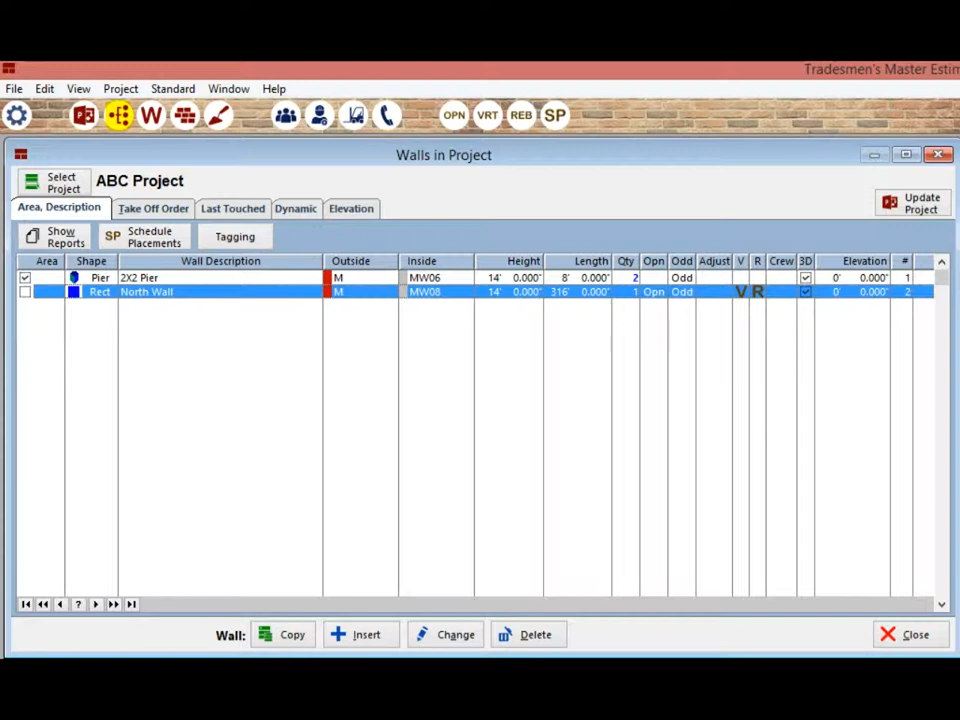 Tradesmen's Master Estim
File Edit View Project Standard Window Help
W OPN VRT REB SP
Walls in Project
Select Project ABC Project
Update Project
Area, Description Take Off Order Last Touched Dynamic Elevation
Show Reports SP Schedule Placements Tagging
Area Shape Wall Description Outside Inside Height Length Qty Opn Odd Adjust V R Crew 3D Elevation #
Pier 2X2 Pier M MW06 14' 0.000" 8' 0.000" 2 Odd 0' 0.000" 1
Rect North Wall M MW08 14' 0.000" 316' 0.000" 1 Opn Odd V R 0' 0.000" 2
?
Wall: Copy Insert Change Delete Close